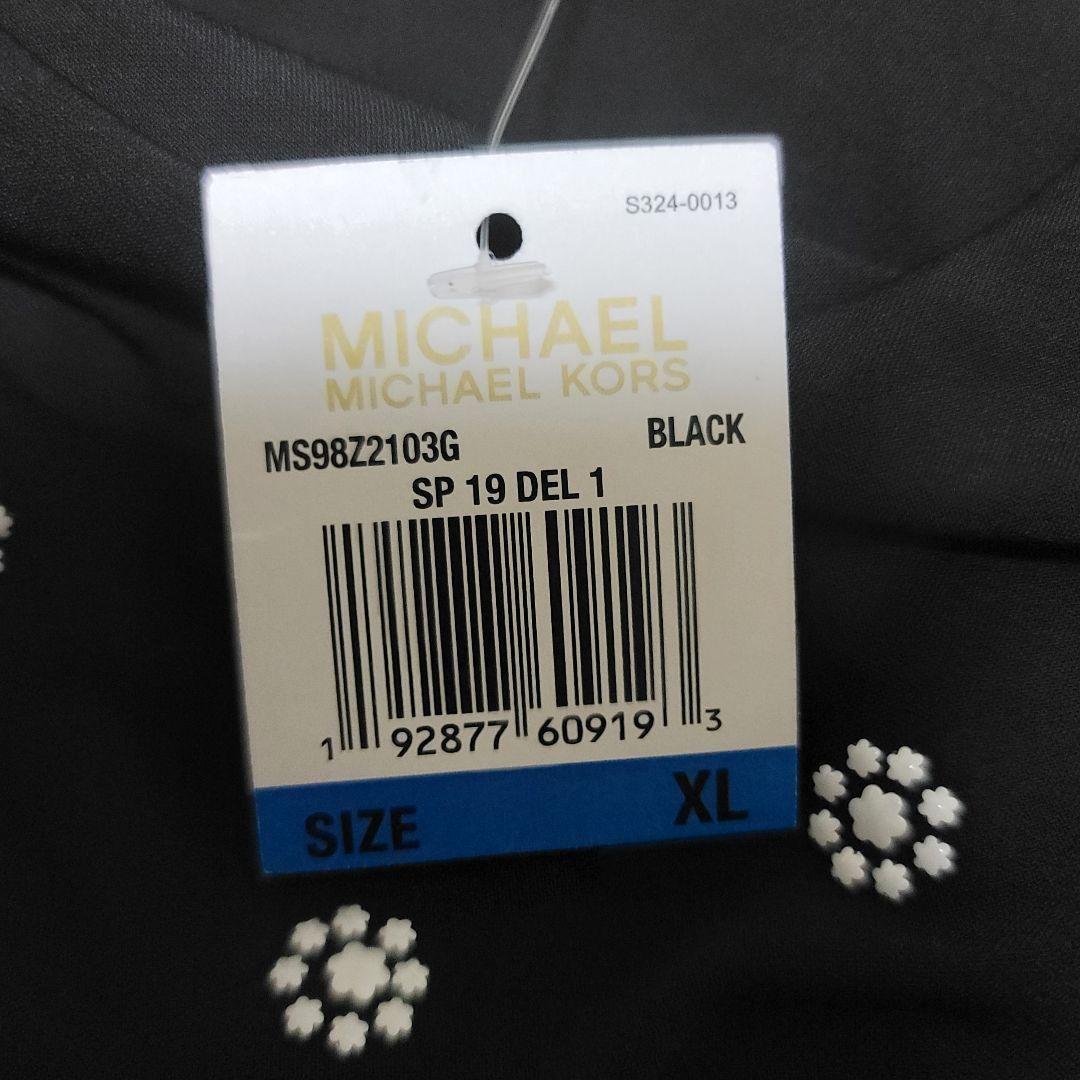 S324-0013
MICHAEL
MICHAEL KORS
MS98Z2103G BLACK
SP 19 DEL 1
1 92877 60919 3
SIZE XL